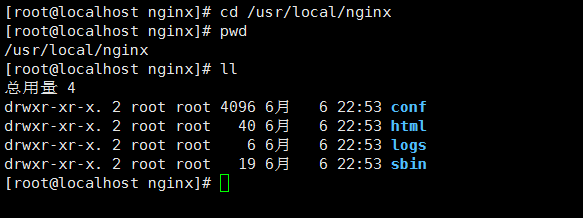 [root@localhost nginx]# cd /usr/local/nginx
[root@localhost nginx]# pwd
/usr/local/nginx
[root@localhost nginx]# ll
总用量 4
drwxr-xr-x. 2 root root 4096 6月   6 22:53 conf
drwxr-xr-x. 2 root root   40 6月   6 22:53 html
drwxr-xr-x. 2 root root    6 6月   6 22:53 logs
drwxr-xr-x. 2 root root   19 6月   6 22:53 sbin
[root@localhost nginx]#